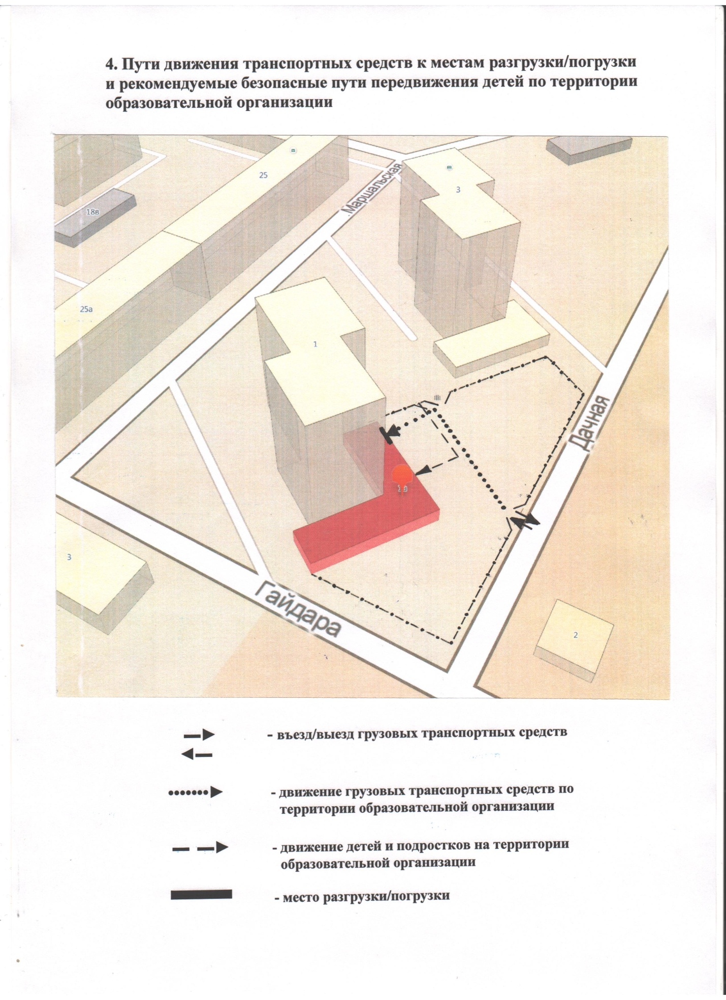 4. Пути движения транспортных средств к местам разгрузки/погрузки
и рекомендуемые безопасные пути передвижения детей по территории
образовательной организации
25
Маршальская
3
18в
25а
1
Дачная
3
Гайдара
2
- въезд/выезд грузовых транспортных средств
- движение грузовых транспортных средств по
территории образовательной организации
- движение детей и подростков на территории
образовательной организации
- место разгрузки/погрузки